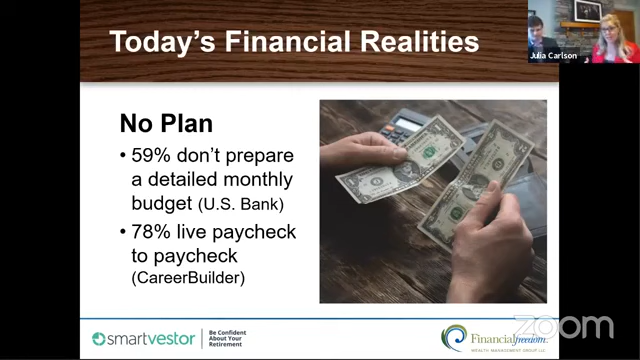 Today's Financial Realities
Julia Carlson
No Plan
• 59% don't prepare
a detailed monthly
budget (U.S. Bank)
• 78% live paycheck
to paycheck
(CareerBuilder)
smartvestor
Be Confident
About Your
Retirement
Financialfreedom
WEALTH MANAGEMENT GROUP LLC
zoom